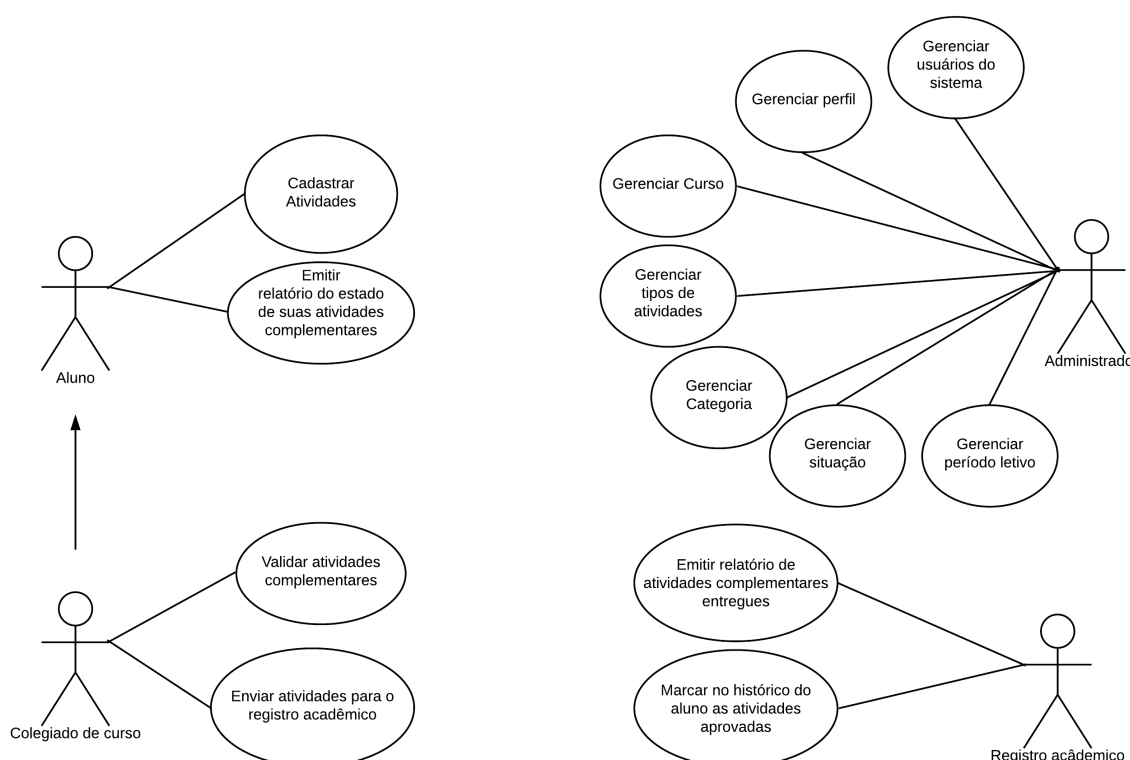 Gerenciar
usuários do
sistema
Gerenciar perfil
Gerenciar Curso
Gerenciar
tipos de
atividades
Gerenciar
Categoria
Gerenciar
situação
Gerenciar
período letivo
Administrado
Cadastrar
Atividades
Emitir
relatório do estado
de suas atividades
complementares
Aluno
Validar atividades
complementares
Enviar atividades para o
registro acadêmico
Colegiado de curso
Emitir relatório de
atividades complementares
entregues
Marcar no histórico do
aluno as atividades
aprovadas
Registro acâdemico